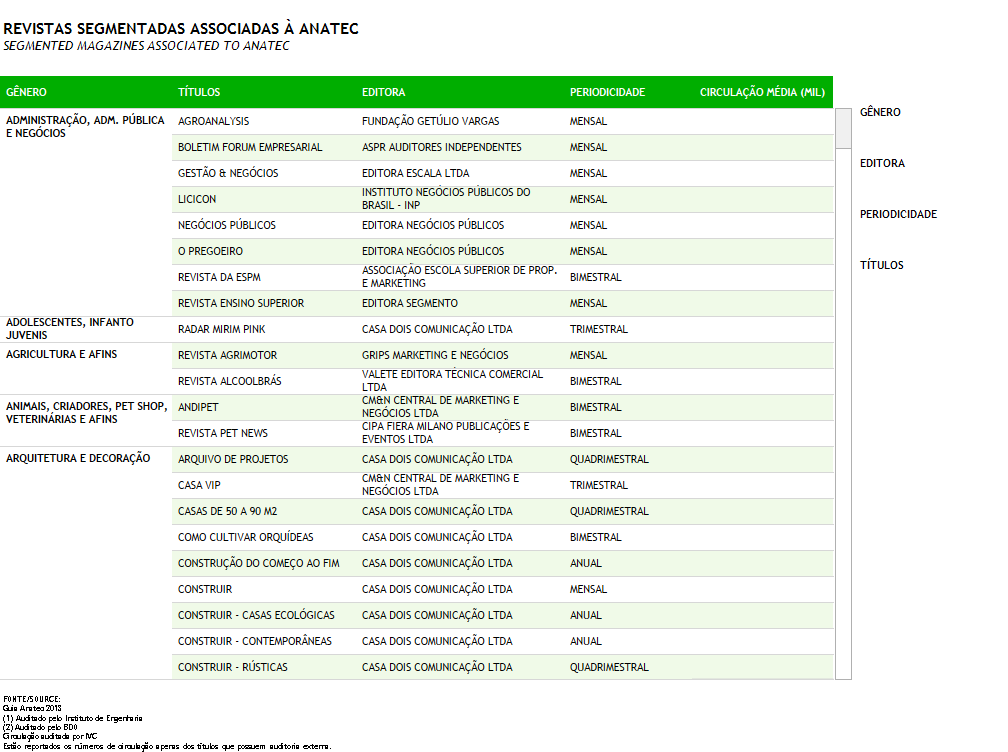 REVISTAS SEGMENTADAS ASSOCIADAS À ANATEC
SEGMENTED MAGAZINES ASSOCIATED TO ANATEC
GÊNERO TÍTULOS EDITORA PERIODICIDADE CIRCULAÇÃO MÉDIA (MIL)
ADMINISTRAÇÃO, ADM. PÚBLICA
E NEGÓCIOS
AGROANALYSIS FUNDAÇÃO GETÚLIO VARGAS MENSAL
BOLETIM FORUM EMPRESARIAL ASPR AUDITORES INDEPENDENTES MENSAL
GESTÃO & NEGÓCIOS EDITORA ESCALA LTDA MENSAL
LICICON INSTITUTO NEGÓCIOS PÚBLICOS DO
BRASIL - INP MENSAL
NEGÓCIOS PÚBLICOS EDITORA NEGÓCIOS PÚBLICOS MENSAL
O PREGOEIRO EDITORA NEGÓCIOS PÚBLICOS MENSAL
REVISTA DA ESPM ASSOCIAÇÃO ESCOLA SUPERIOR DE PROP.
E MARKETING BIMESTRAL
REVISTA ENSINO SUPERIOR EDITORA SEGMENTO MENSAL
ADOLESCENTES, INFANTO
JUVENIS
RADAR MIRIM PINK CASA DOIS COMUNICAÇÃO LTDA TRIMESTRAL
AGRICULTURA E AFINS REVISTA AGRIMOTOR GRIPS MARKETING E NEGÓCIOS MENSAL
REVISTA ALCOOLBRÁS VALETE EDITORA TÉCNICA COMERCIAL
LTDA BIMESTRAL
ANIMAIS, CRIADORES, PET SHOP,
VETERINÁRIAS E AFINS
ANDIPET CM&N CENTRAL DE MARKETING E
NEGÓCIOS LTDA BIMESTRAL
REVISTA PET NEWS CIPA FIERA MILANO PUBLICAÇÕES E
EVENTOS LTDA BIMESTRAL
ARQUITETURA E DECORAÇÃO ARQUIVO DE PROJETOS CASA DOIS COMUNICAÇÃO LTDA QUADRIMESTRAL
CASA VIP CM&N CENTRAL DE MARKETING E
NEGÓCIOS LTDA TRIMESTRAL
CASAS DE 50 A 90 M2 CASA DOIS COMUNICAÇÃO LTDA QUADRIMESTRAL
COMO CULTIVAR ORQUÍDEAS CASA DOIS COMUNICAÇÃO LTDA BIMESTRAL
CONSTRUÇÃO DO COMEÇO AO FIM CASA DOIS COMUNICAÇÃO LTDA ANUAL
CONSTRUIR CASA DOIS COMUNICAÇÃO LTDA MENSAL
CONSTRUIR - CASAS ECOLÓGICAS CASA DOIS COMUNICAÇÃO LTDA ANUAL
CONSTRUIR - CONTEMPORÂNEAS CASA DOIS COMUNICAÇÃO LTDA ANUAL
CONSTRUIR - RÚSTICAS CASA DOIS COMUNICAÇÃO LTDA QUADRIMESTRAL
GÊNERO
EDITORA
PERIODICIDADE
TÍTULOS
FONTE/SOURCE:
Guia Anatec 2013
(1) Auditado pelo Instituto de Engenharia
(2) Auditado pelo BDO
Circulação auditada por IVC
Estão reportados os números de circulação apenas dos títulos que possuem auditoria externa.